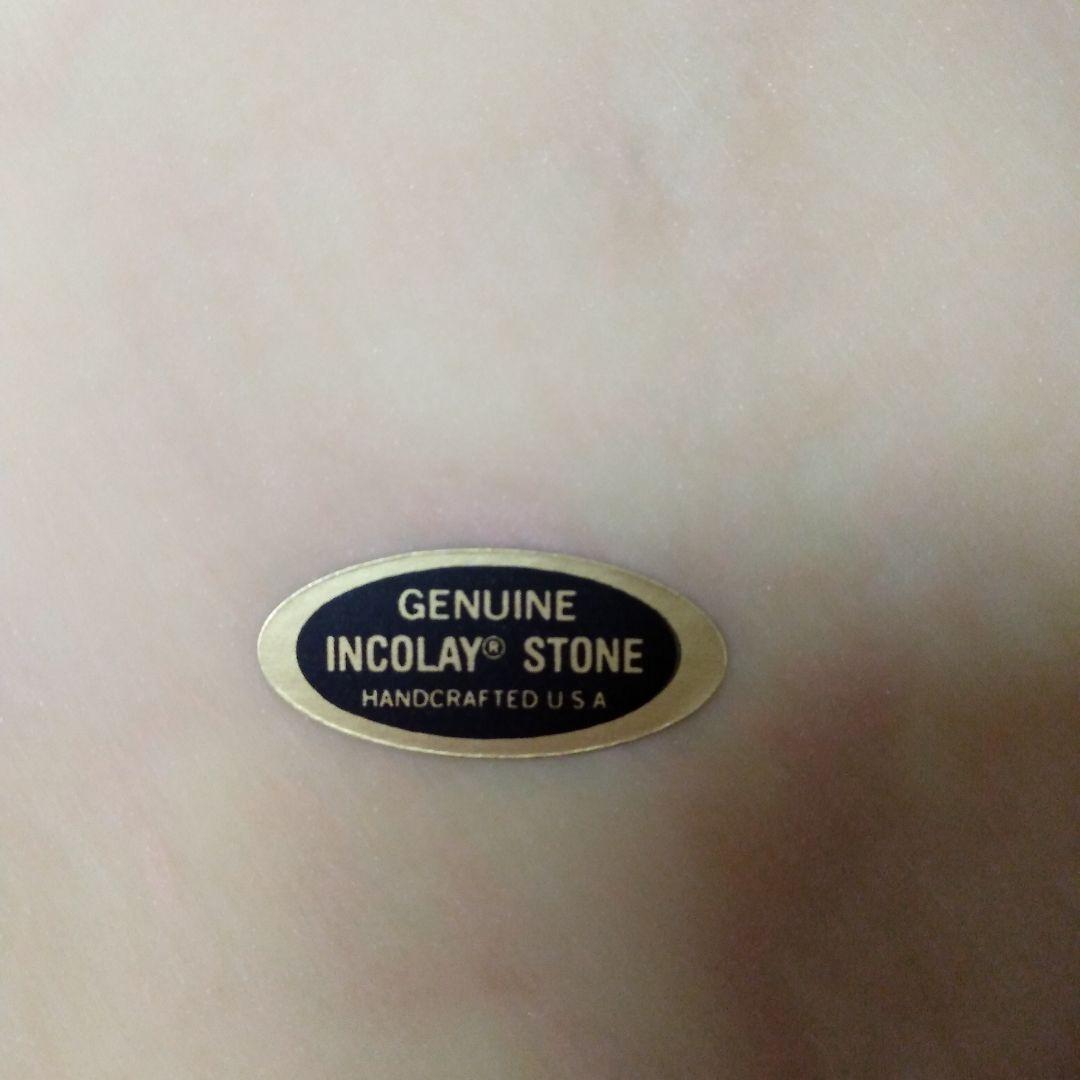 GENUINE
INCOLAY® STONE
HANDCRAFTED U S A